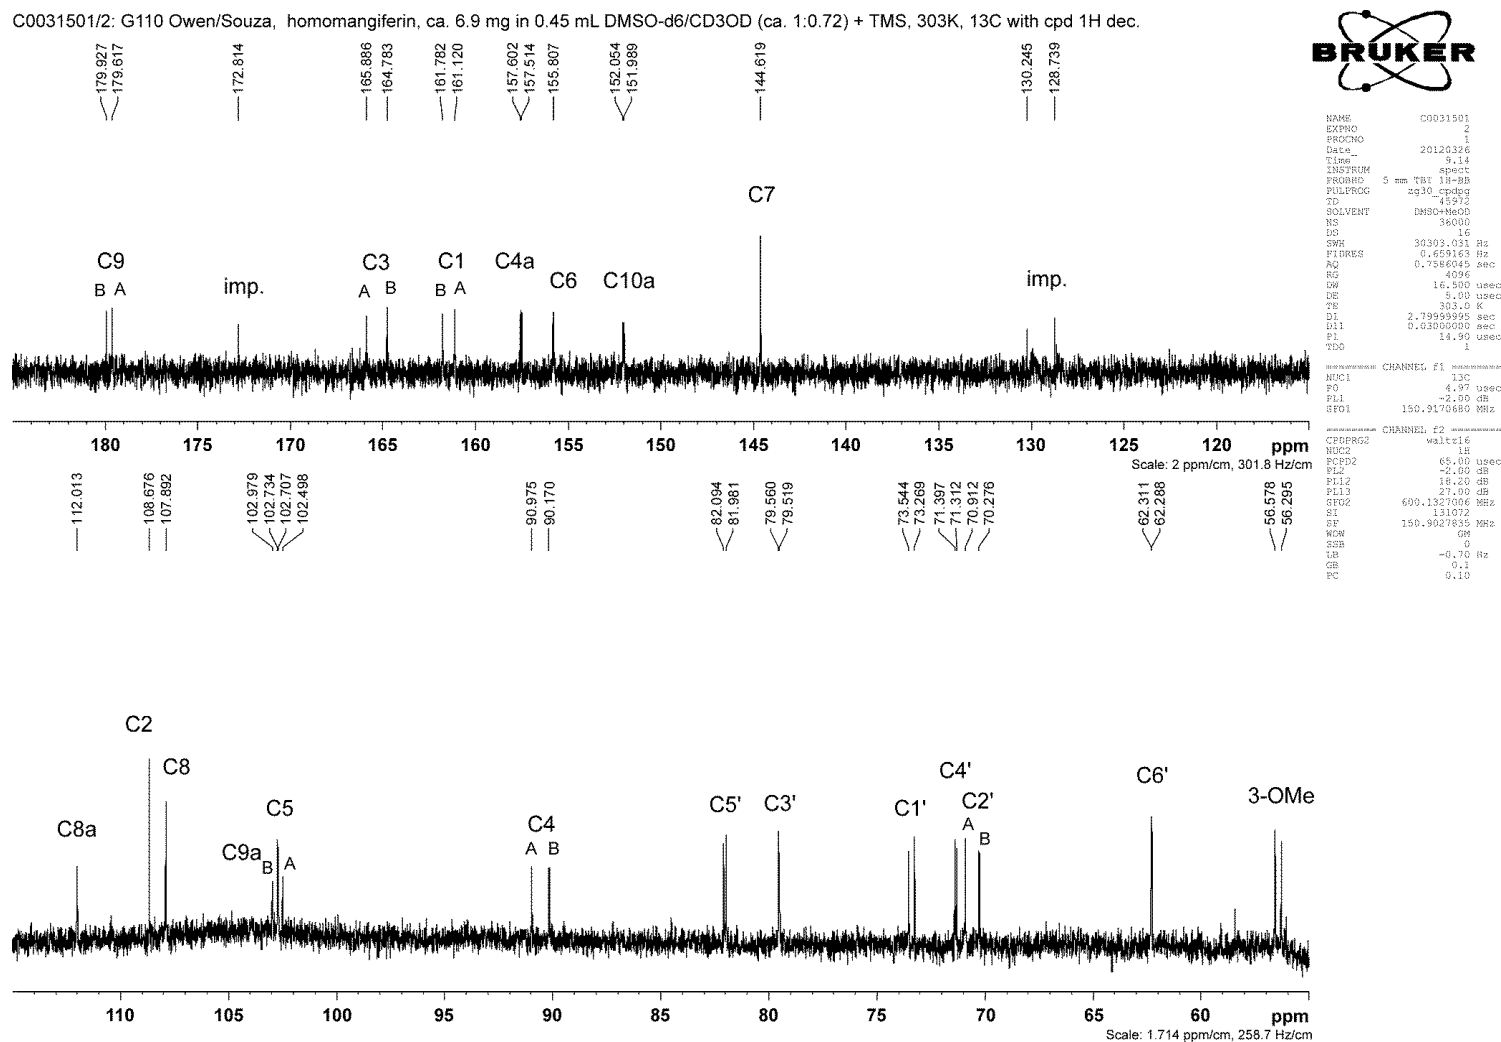 C0031501/2: G110 Owen/Souza, homomangiferin, ca. 6.9 mg in 0.45 mL DMSO-d6/CD3OD (ca. 1:0.72) + TMS, 303K, 13C with cpd 1H dec.
BRUKER
179.927
179.617
172.814
165.886
164.783
161.782
161.120
157.602
157.514
155.807
152.054
151.989
144.619
130.245
128.739
C7
C9
C3
C1
C4a
C6
C10a
B A
A B
B A
imp.
imp.
180 175 170 165 160 155 150 145 140 135 130 125 120 ppm
Scale: 2 ppm/cm, 301.8 Hz/cm
NAME C0031501
EXPNO 2
PROCNO 1
Date_ 20120326
Time 9.14
INSTRUM spect
PROBHD 5 mm TBI 1H-BB
PULPROG zg30_cpdpg
TD 45972
SOLVENT DMSO+MeOD
NS 36000
DS 16
SWH 30303.031 Hz
FIDRES 0.659163 Hz
AQ 0.7586045 sec
RG 4096
DW 16.500 usec
DE 5.00 usec
TE 303.0 K
D1 2.79999995 sec
D11 0.03000000 sec
P1 14.90 usec
TD0 1
======== CHANNEL f1 ========
NUC1 13C
P0 4.97 usec
PL1 -2.00 dB
SFO1 150.9170680 MHz
======== CHANNEL f2 ========
CPDPRG2 waltz16
NUC2 1H
PCPD2 65.00 usec
PL2 -2.00 dB
PL12 18.20 dB
PL13 27.00 dB
SFO2 600.1327006 MHz
SI 131072
SF 150.9027835 MHz
WDW GM
SSB 0
LB -0.70 Hz
GB 0.1
PC 0.10
112.013
108.676
107.892
102.979
102.734
102.707
102.498
90.975
90.170
82.094
81.981
79.560
79.519
73.544
73.269
71.397
71.312
70.912
70.276
62.311
62.288
56.578
56.295
C2
C8
C8a
C5
C9a
B
A
C4
A B
C5'
C3'
C1'
C4'
C2'
A
B
C6'
3-OMe
110 105 100 95 90 85 80 75 70 65 60 ppm
Scale: 1.714 ppm/cm, 258.7 Hz/cm